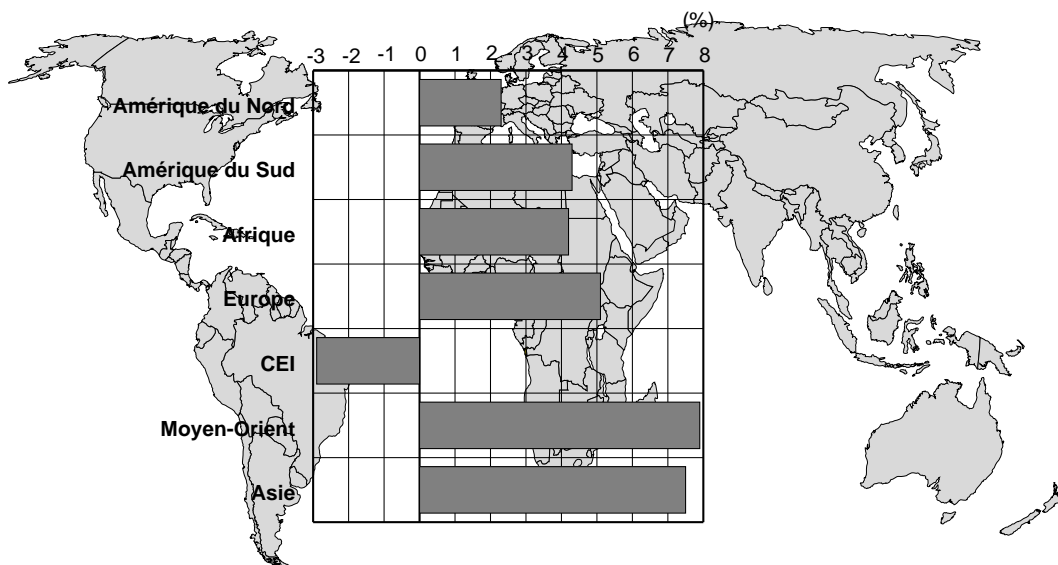 (%)
-3 -2 -1 0 1 2 3 4 5 6 7 8
Amérique du Nord
Amérique du Sud
Afrique
Europe
CEI
Moyen-Orient
Asie